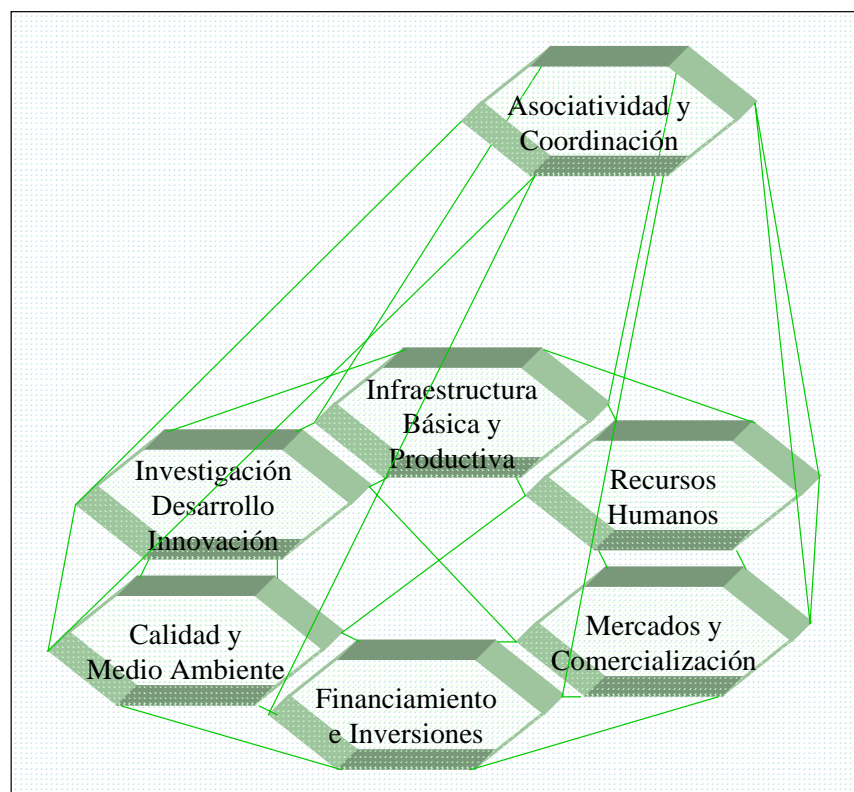 Asociatividad y
Coordinación
Infraestructura
Básica y
Productiva
Investigación
Desarrollo
Innovación
Recursos
Humanos
Calidad y
Medio Ambiente
Mercados y
Comercialización
Financiamiento
e Inversiones